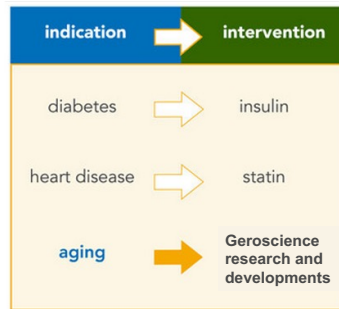 indication intervention
diabetes insulin
heart disease statin
aging Geroscience
research and
developments